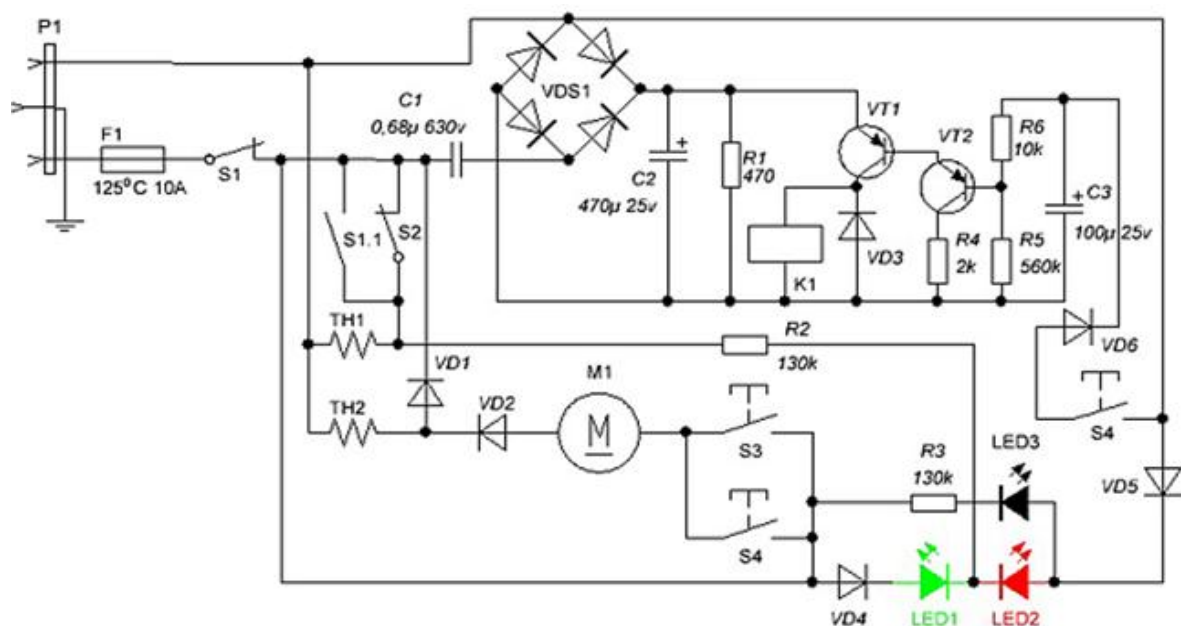 P1
F1
125⁰C 10A
S1
C1
0,68µ 630v
VDS1
C2
470µ 25v
R1
470
VT1
VT2
R6
10k
C3
100µ 25v
R4
2k
R5
560k
VD3
K1
S1.1
S2
TH1
TH2
VD1
VD2
M1
M
R2
130k
S3
S4
VD6
S4
VD5
R3
130k
LED3
VD4
LED1
LED2